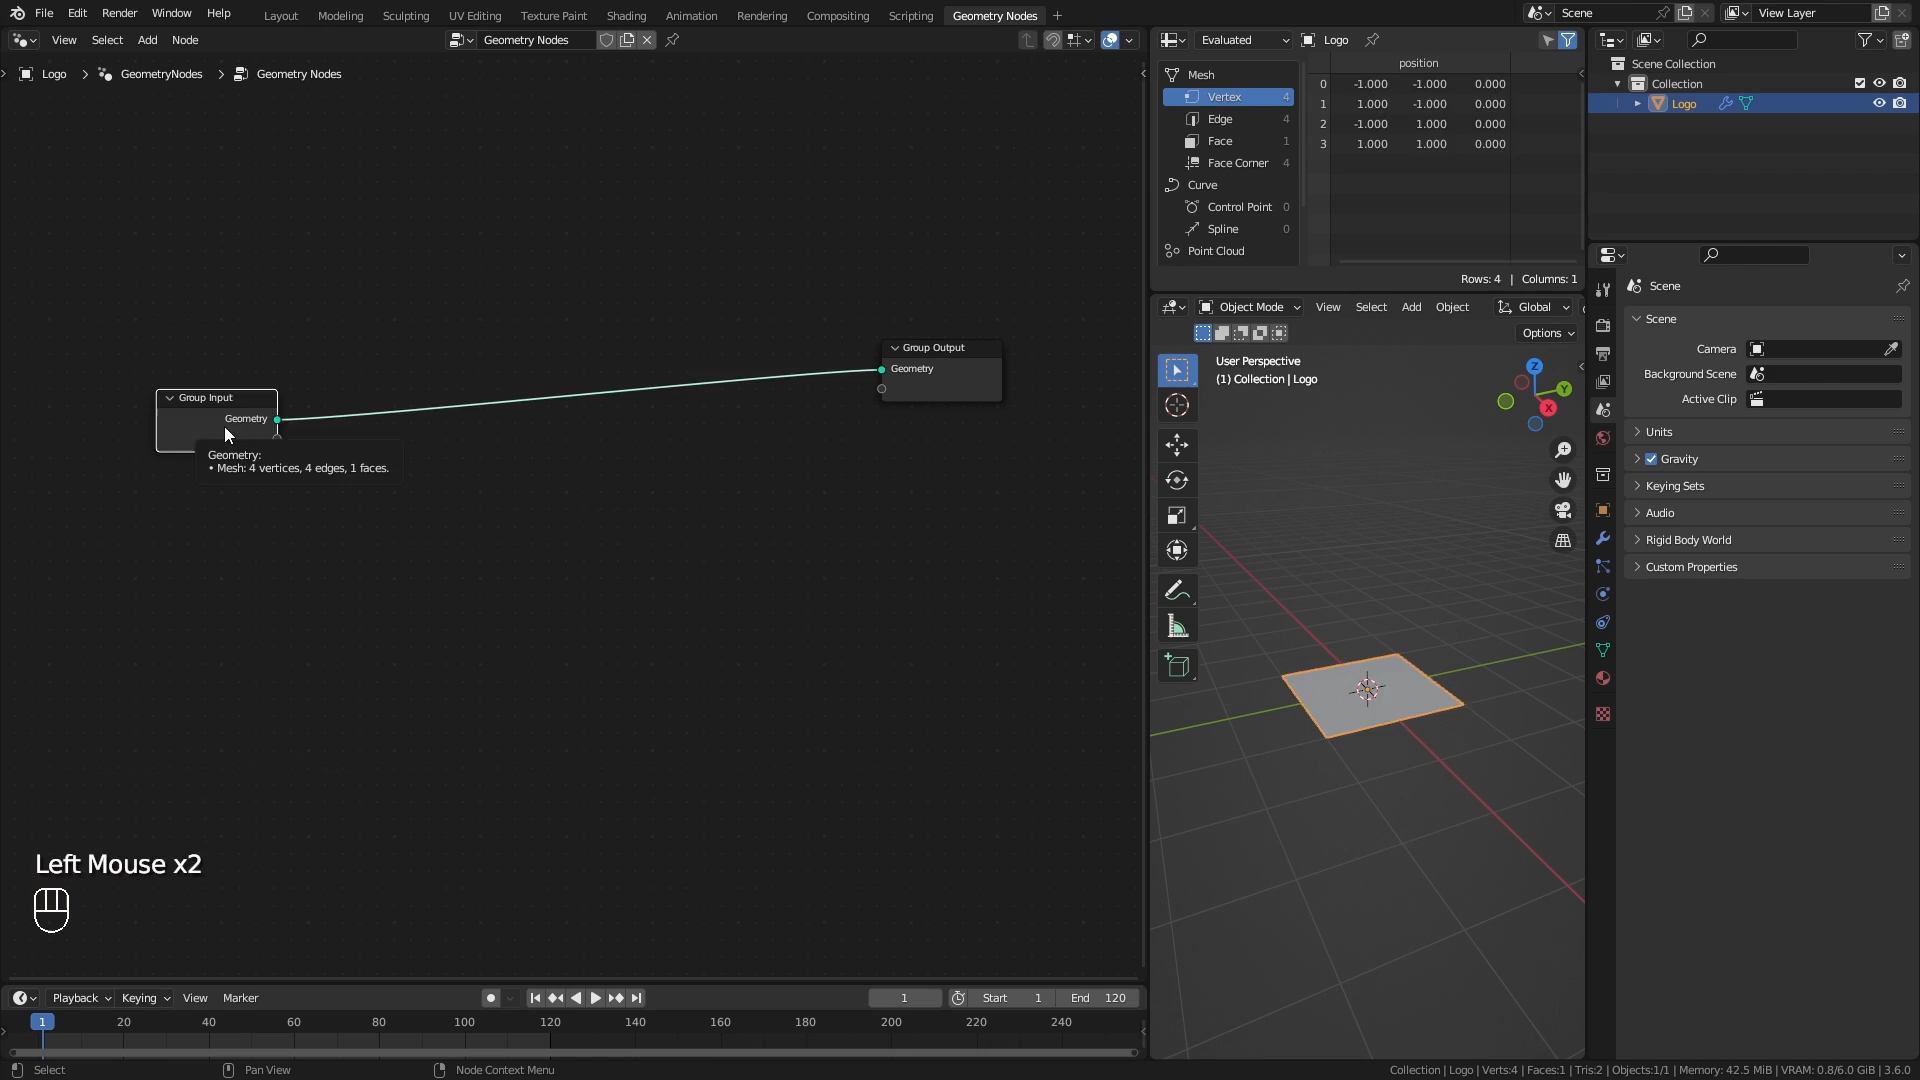 File Edit Render Window Help
Layout Modeling Sculpting UV Editing Texture Paint Shading Animation Rendering Compositing Scripting Geometry Nodes +
Scene
View Layer
View Select Add Node
Geometry Nodes
Logo > GeometryNodes > Geometry Nodes
Evaluated
Logo
Mesh
Vertex 4
Edge 4
Face 1
Face Corner 4
Curve
Control Point 0
Spline 0
Point Cloud
position
0 -1.000 -1.000 0.000
1 1.000 -1.000 0.000
2 -1.000 1.000 0.000
3 1.000 1.000 0.000
Rows: 4 | Columns: 1
Scene Collection
Collection
Logo
Group Input
Geometry
Geometry:
• Mesh: 4 vertices, 4 edges, 1 faces.
Group Output
Geometry
Object Mode View Select Add Object Global
Options
User Perspective
(1) Collection | Logo
Z
Y
X
Scene
Scene
Camera
Background Scene
Active Clip
Units
Gravity
Keying Sets
Audio
Rigid Body World
Custom Properties
Left Mouse x2
Playback Keying View Marker
1
Start 1
End 120
1 20 40 60 80 100 120 140 160 180 200 220 240
Select
Pan View
Node Context Menu
Collection | Logo | Verts:4 | Faces:1 | Tris:2 | Objects:1/1 | Memory: 42.5 MiB | VRAM: 0.8/6.0 GiB | 3.6.0